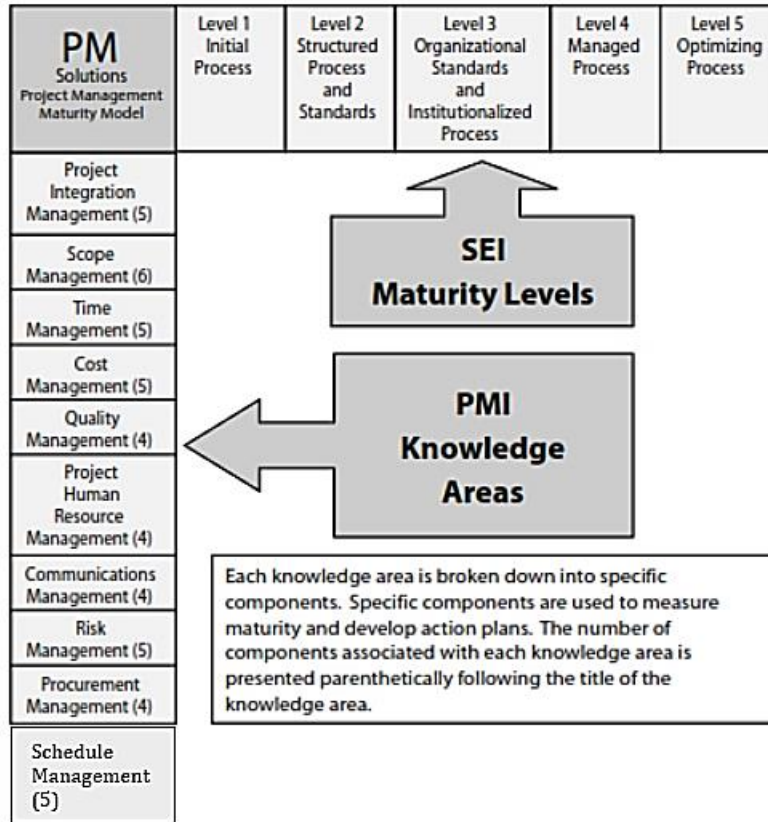 PM
Solutions
Project Management
Maturity Model
Level 1
Initial
Process
Level 2
Structured
Process
and
Standards
Level 3
Organizational
Standards
and
Institutionalized
Process
Level 4
Managed
Process
Level 5
Optimizing
Process
Project
Integration
Management (5)
Scope
Management (6)
Time
Management (5)
Cost
Management (5)
Quality
Management (4)
Project
Human
Resource
Management (4)
Communications
Management (4)
Risk
Management (5)
Procurement
Management (4)
Schedule
Management
(5)
SEI
Maturity Levels
PMI
Knowledge
Areas
Each knowledge area is broken down into specific
components. Specific components are used to measure
maturity and develop action plans. The number of
components associated with each knowledge area is
presented parenthetically following the title of the
knowledge area.